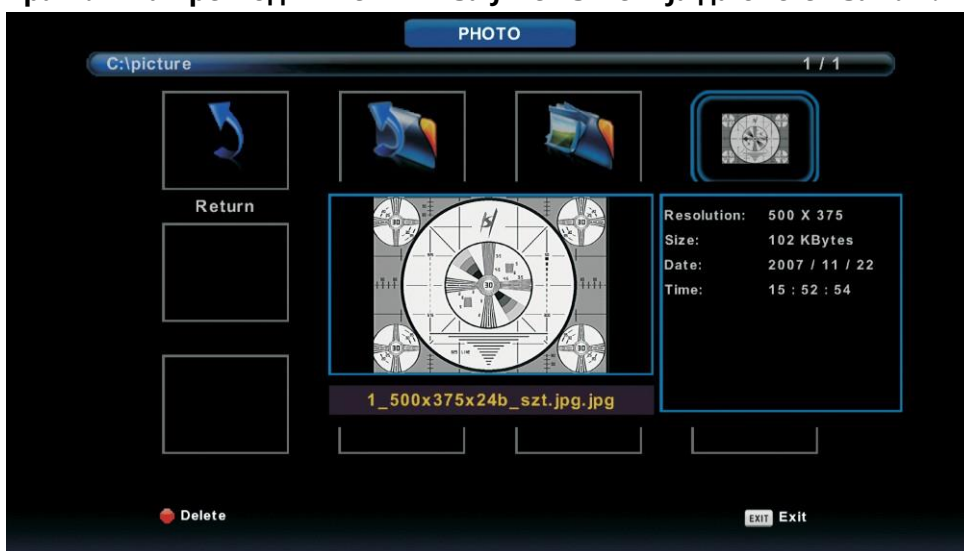 PHOTO
C:\picture 1 / 1
Return
Resolution: 500 X 375
Size: 102 KBytes
Date: 2007 / 11 / 22
Time: 15 : 52 : 54
1_500x375x24b_szt.jpg.jpg
Delete
EXIT Exit